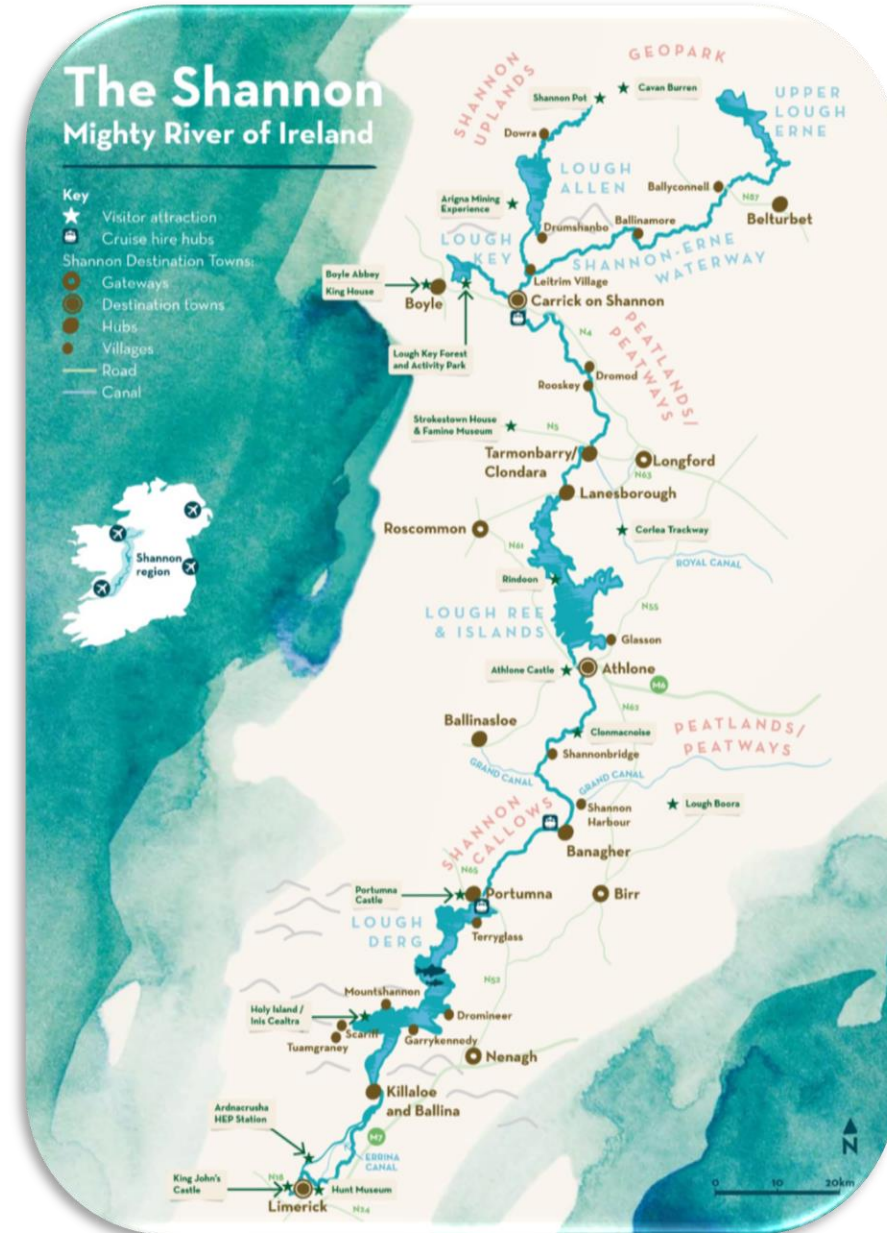 The Shannon
Mighty River of Ireland
Key
Visitor attraction
Cruise hire hubs
Shannon Destination Towns:
Gateways
Destination towns
Hubs
Villages
Road
Canal
Shannon
region
GEOPARK
SHANNON
UPLANDS
Shannon Pot
Cavan Burren
UPPER
LOUGH
ERNE
Dowra
LOUGH
ALLEN
Ballyconnell
N87
Belturbet
Arigna Mining
Experience
Drumshanbo
Ballinamore
LOUGH
KEY
SHANNON-ERNE
WATERWAY
Boyle Abbey
King House
Boyle
Leitrim Village
Carrick on Shannon
Lough Key Forest
and Activity Park
N4
PEATLANDS/
PEATWAYS
Dromod
Rooskey
Strokestown House
& Famine Museum
N5
Tarmonbarry/
Clondara
Longford
N63
Lanesborough
Roscommon
Corlea Trackway
N61
ROYAL CANAL
Rindoon
LOUGH REE
& ISLANDS
N55
Glasson
Athlone Castle
Athlone
M6
N62
Ballinasloe
Clonmacnoise
PEATLANDS/
PEATWAYS
Shannonbridge
GRAND CANAL
GRAND CANAL
Shannon
Harbour
Lough Boora
SHANNON
CALLOWS
Banagher
N65
Portumna
Castle
Portumna
Birr
LOUGH
DERG
Terryglass
N52
Mountshannon
Holy Island /
Inis Cealtra
Dromineer
Scariff
Tuamgraney
Garrykennedy
Nenagh
Killaloe
and Ballina
Ardnacrusha
HEP Station
M7
ERRINA
CANAL
King John's
Castle
N18
Hunt Museum
Limerick
N24
N
0 10 20km